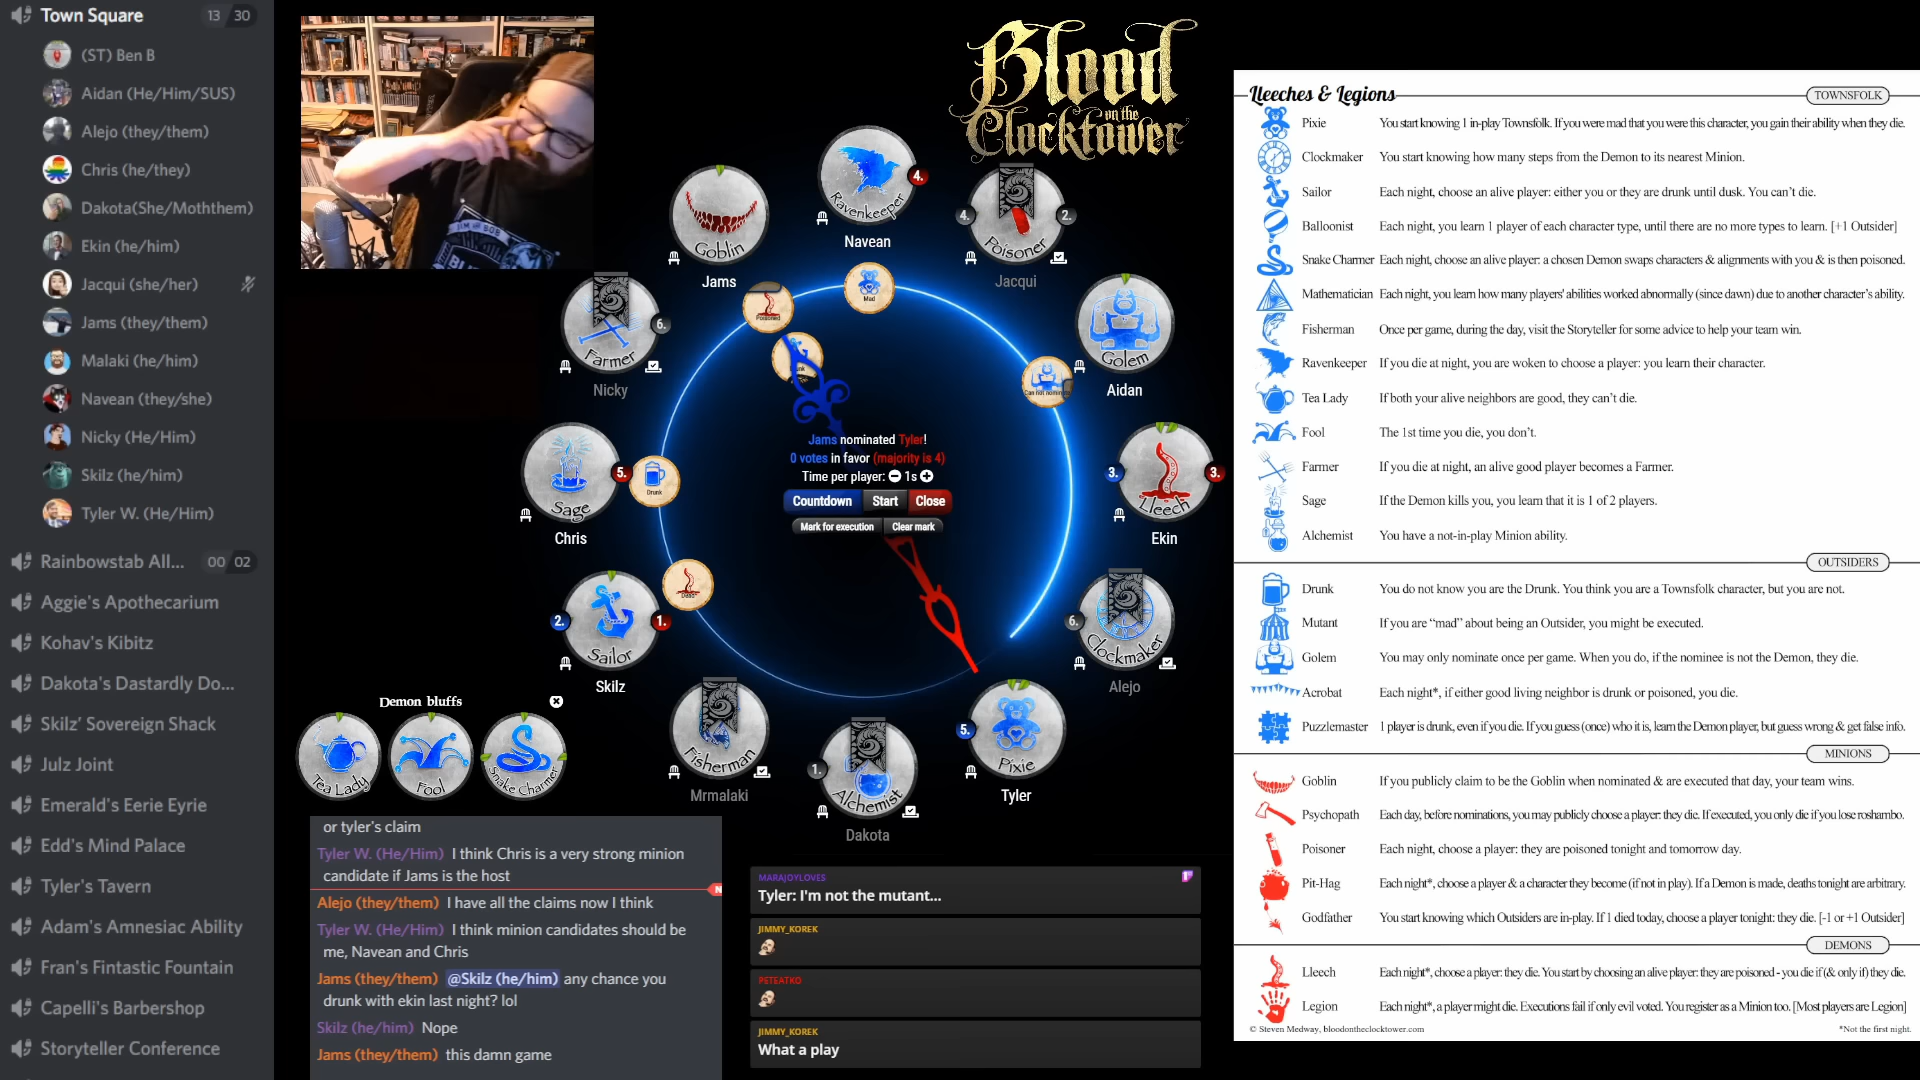 Town Square 13 30
(ST) Ben B
Aidan (He/Him/SUS)
Alejo (they/them)
Chris (he/they)
Dakota(She/Moththem)
Ekin (he/him)
Jacqui (she/her)
Jams (they/them)
Malaki (he/him)
Navean (they/she)
Nicky (He/Him)
Skilz (he/him)
Tyler W. (He/Him)
Rainbowstab All... 00 02
Aggie's Apothecarium
Kohav's Kibitz
Dakota's Dastardly Do...
Skilz' Sovereign Shack
Julz Joint
Emerald's Eerie Eyrie
Edd's Mind Palace
Tyler's Tavern
Adam's Amnesiac Ability
Fran's Fintastic Fountain
Capelli's Barbershop
Storyteller Conference
Blood
on the
Clocktower
Ravenkeeper
4.
Navean
Goblin
Jams
4.
2.
Poisoner
Jacqui
Farmer
6.
Nicky
Golem
Aidan
Sage
5.
Chris
3.
3.
Lleech
Ekin
2.
1.
Sailor
Skilz
6.
Clockmaker
Alejo
Fisherman
Mrmalaki
1.
Alchemist
Dakota
5.
Pixie
Tyler
Poisoned
Mad
Can not nominate
Drunk
Jams nominated Tyler!
0 votes in favor (majority is 4)
Time per player: 1s
Countdown Start Close
Mark for execution Clear mark
Demon bluffs
Tea Lady
Fool
Snake Charmer
or tyler's claim
Tyler W. (He/Him) I think Chris is a very strong minion
candidate if Jams is the host
Alejo (they/them) I have all the claims now I think
Tyler W. (He/Him) I think minion candidates should be
me, Navean and Chris
Jams (they/them) @Skilz (he/him) any chance you
drunk with ekin last night? lol
Skilz (he/him) Nope
Jams (they/them) this damn game
MARAJOYLOVES
Tyler: I'm not the mutant...
JIMMY_KOREK
PETEATKO
JIMMY_KOREK
What a play
Lleeches & Legions
TOWNSFOLK
Pixie You start knowing 1 in-play Townsfolk. If you were mad that you were this character, you gain their ability when they die.
Clockmaker You start knowing how many steps from the Demon to its nearest Minion.
Sailor Each night, choose an alive player: either you or they are drunk until dusk. You can't die.
Balloonist Each night, you learn 1 player of each character type, until there are no more types to learn. [+1 Outsider]
Snake Charmer Each night, choose an alive player: a chosen Demon swaps characters & alignments with you & is then poisoned.
Mathematician Each night, you learn how many players' abilities worked abnormally (since dawn) due to another character's ability.
Fisherman Once per game, during the day, visit the Storyteller for some advice to help your team win.
Ravenkeeper If you die at night, you are woken to choose a player: you learn their character.
Tea Lady If both your alive neighbors are good, they can't die.
Fool The 1st time you die, you don't.
Farmer If you die at night, an alive good player becomes a Farmer.
Sage If the Demon kills you, you learn that it is 1 of 2 players.
Alchemist You have a not-in-play Minion ability.
OUTSIDERS
Drunk You do not know you are the Drunk. You think you are a Townsfolk character, but you are not.
Mutant If you are “mad” about being an Outsider, you might be executed.
Golem You may only nominate once per game. When you do, if the nominee is not the Demon, they die.
Acrobat Each night*, if either good living neighbor is drunk or poisoned, you die.
Puzzlemaster 1 player is drunk, even if you die. If you guess (once) who it is, learn the Demon player, but guess wrong & get false info.
MINIONS
Goblin If you publicly claim to be the Goblin when nominated & are executed that day, your team wins.
Psychopath Each day, before nominations, you may publicly choose a player: they die. If executed, you only die if you lose roshambo.
Poisoner Each night, choose a player: they are poisoned tonight and tomorrow day.
Pit-Hag Each night*, choose a player & a character they become (if not in play). If a Demon is made, deaths tonight are arbitrary.
Godfather You start knowing which Outsiders are in-play. If 1 died today, choose a player tonight: they die. [-1 or +1 Outsider]
DEMONS
Lleech Each night*, choose a player: they die. You start by choosing an alive player: they are poisoned - you die if (& only if) they die.
Legion Each night*, a player might die. Executions fail if only evil voted. You register as a Minion too. [Most players are Legion]
© Steven Medway, bloodontheclocktower.com
*Not the first night.